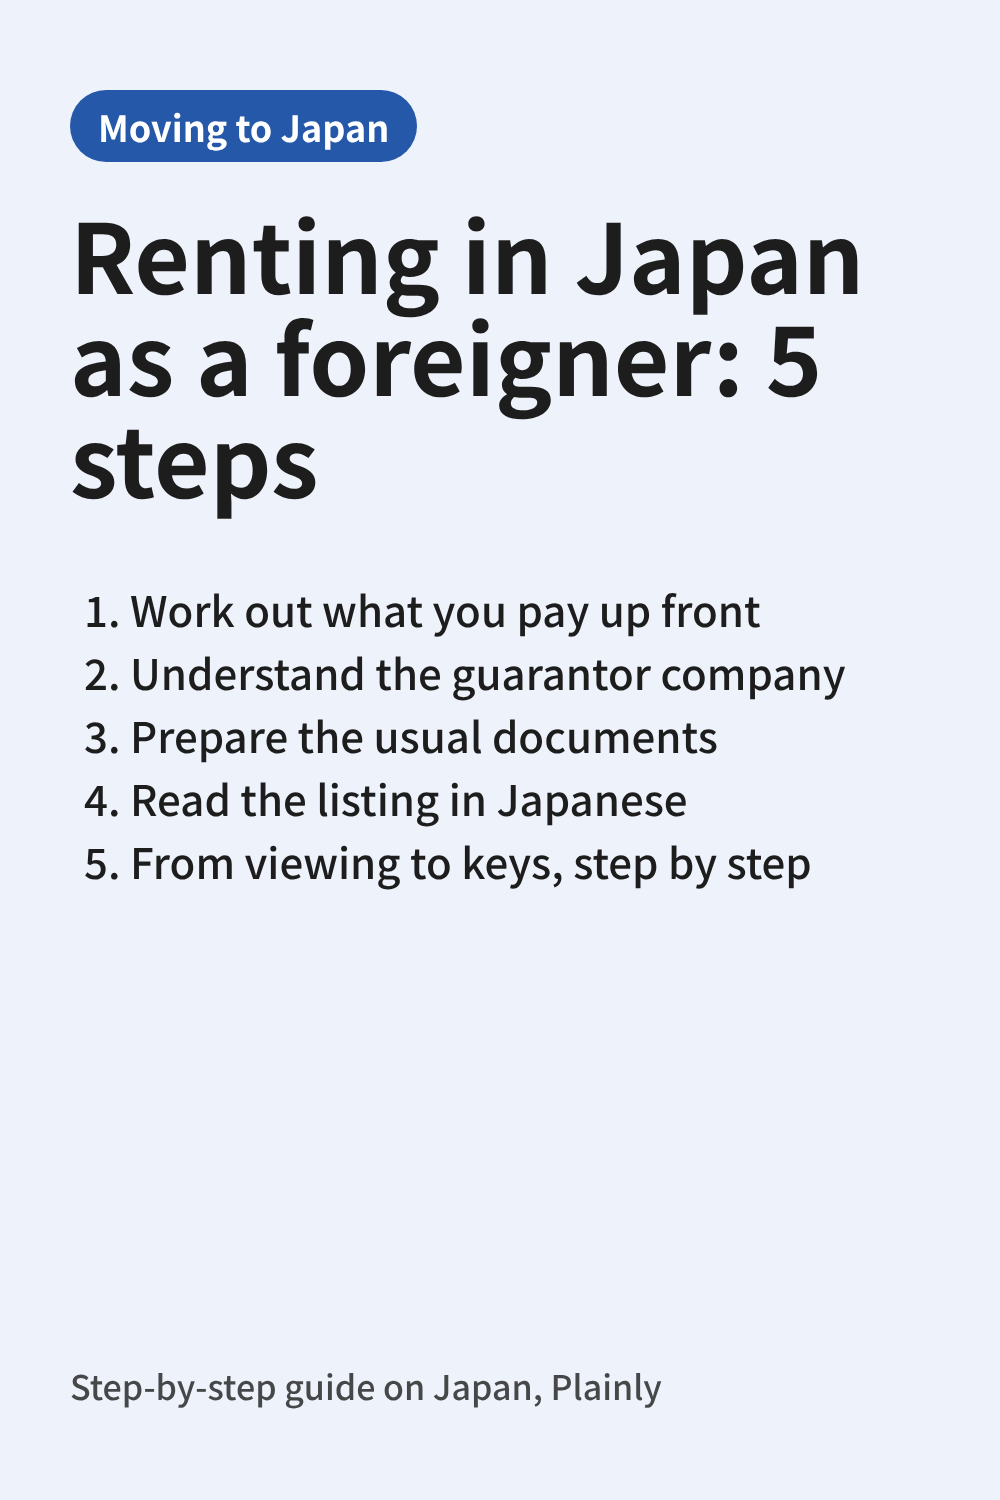 Moving to Japan
Renting in Japan
as a foreigner: 5
steps
1. Work out what you pay up front
2. Understand the guarantor company
3. Prepare the usual documents
4. Read the listing in Japanese
5. From viewing to keys, step by step
Step-by-step guide on Japan, Plainly